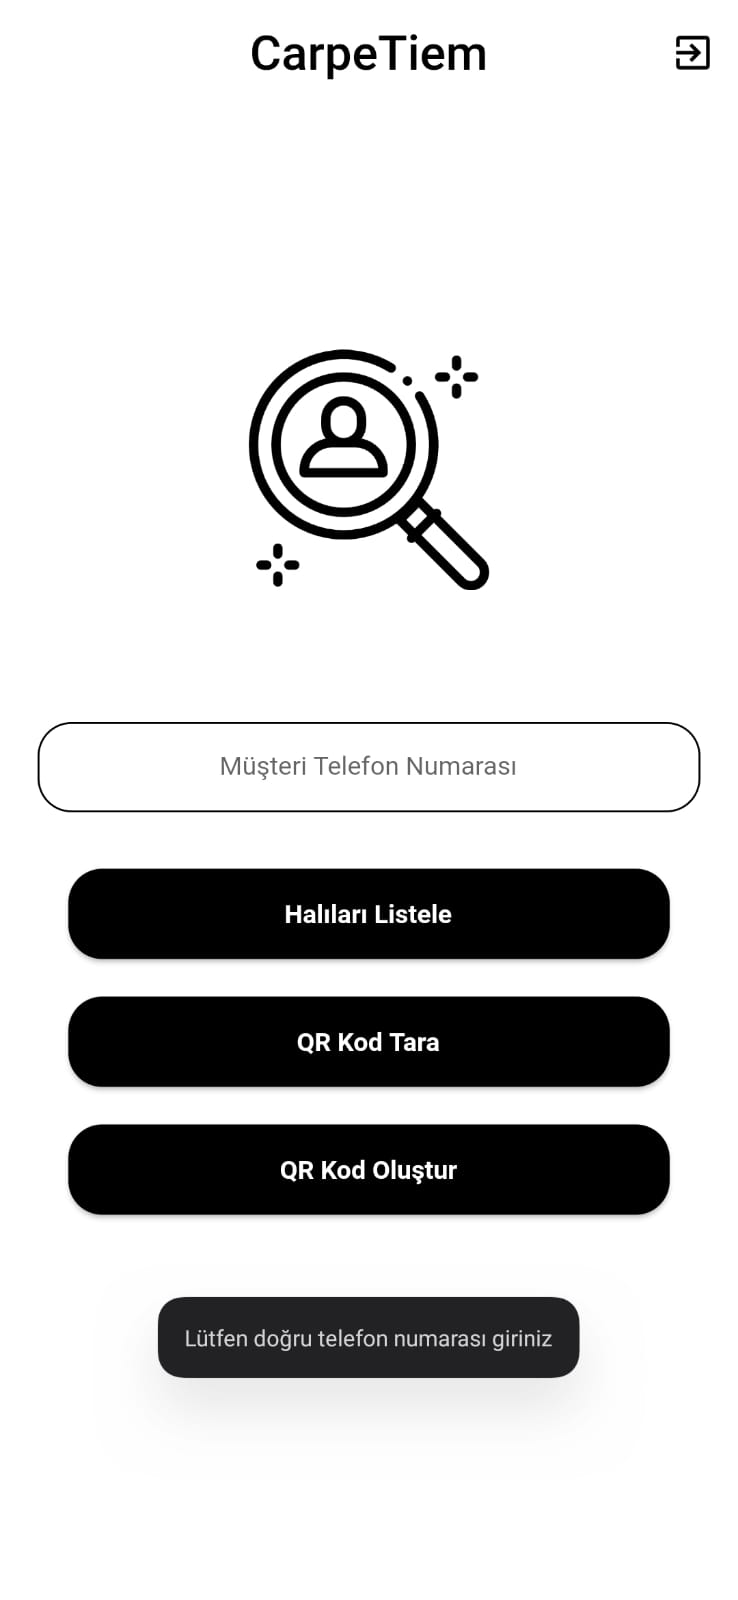 CarpeTiem
Müşteri Telefon Numarası
Halıları Listele
QR Kod Tara
QR Kod Oluştur
Lütfen doğru telefon numarası giriniz